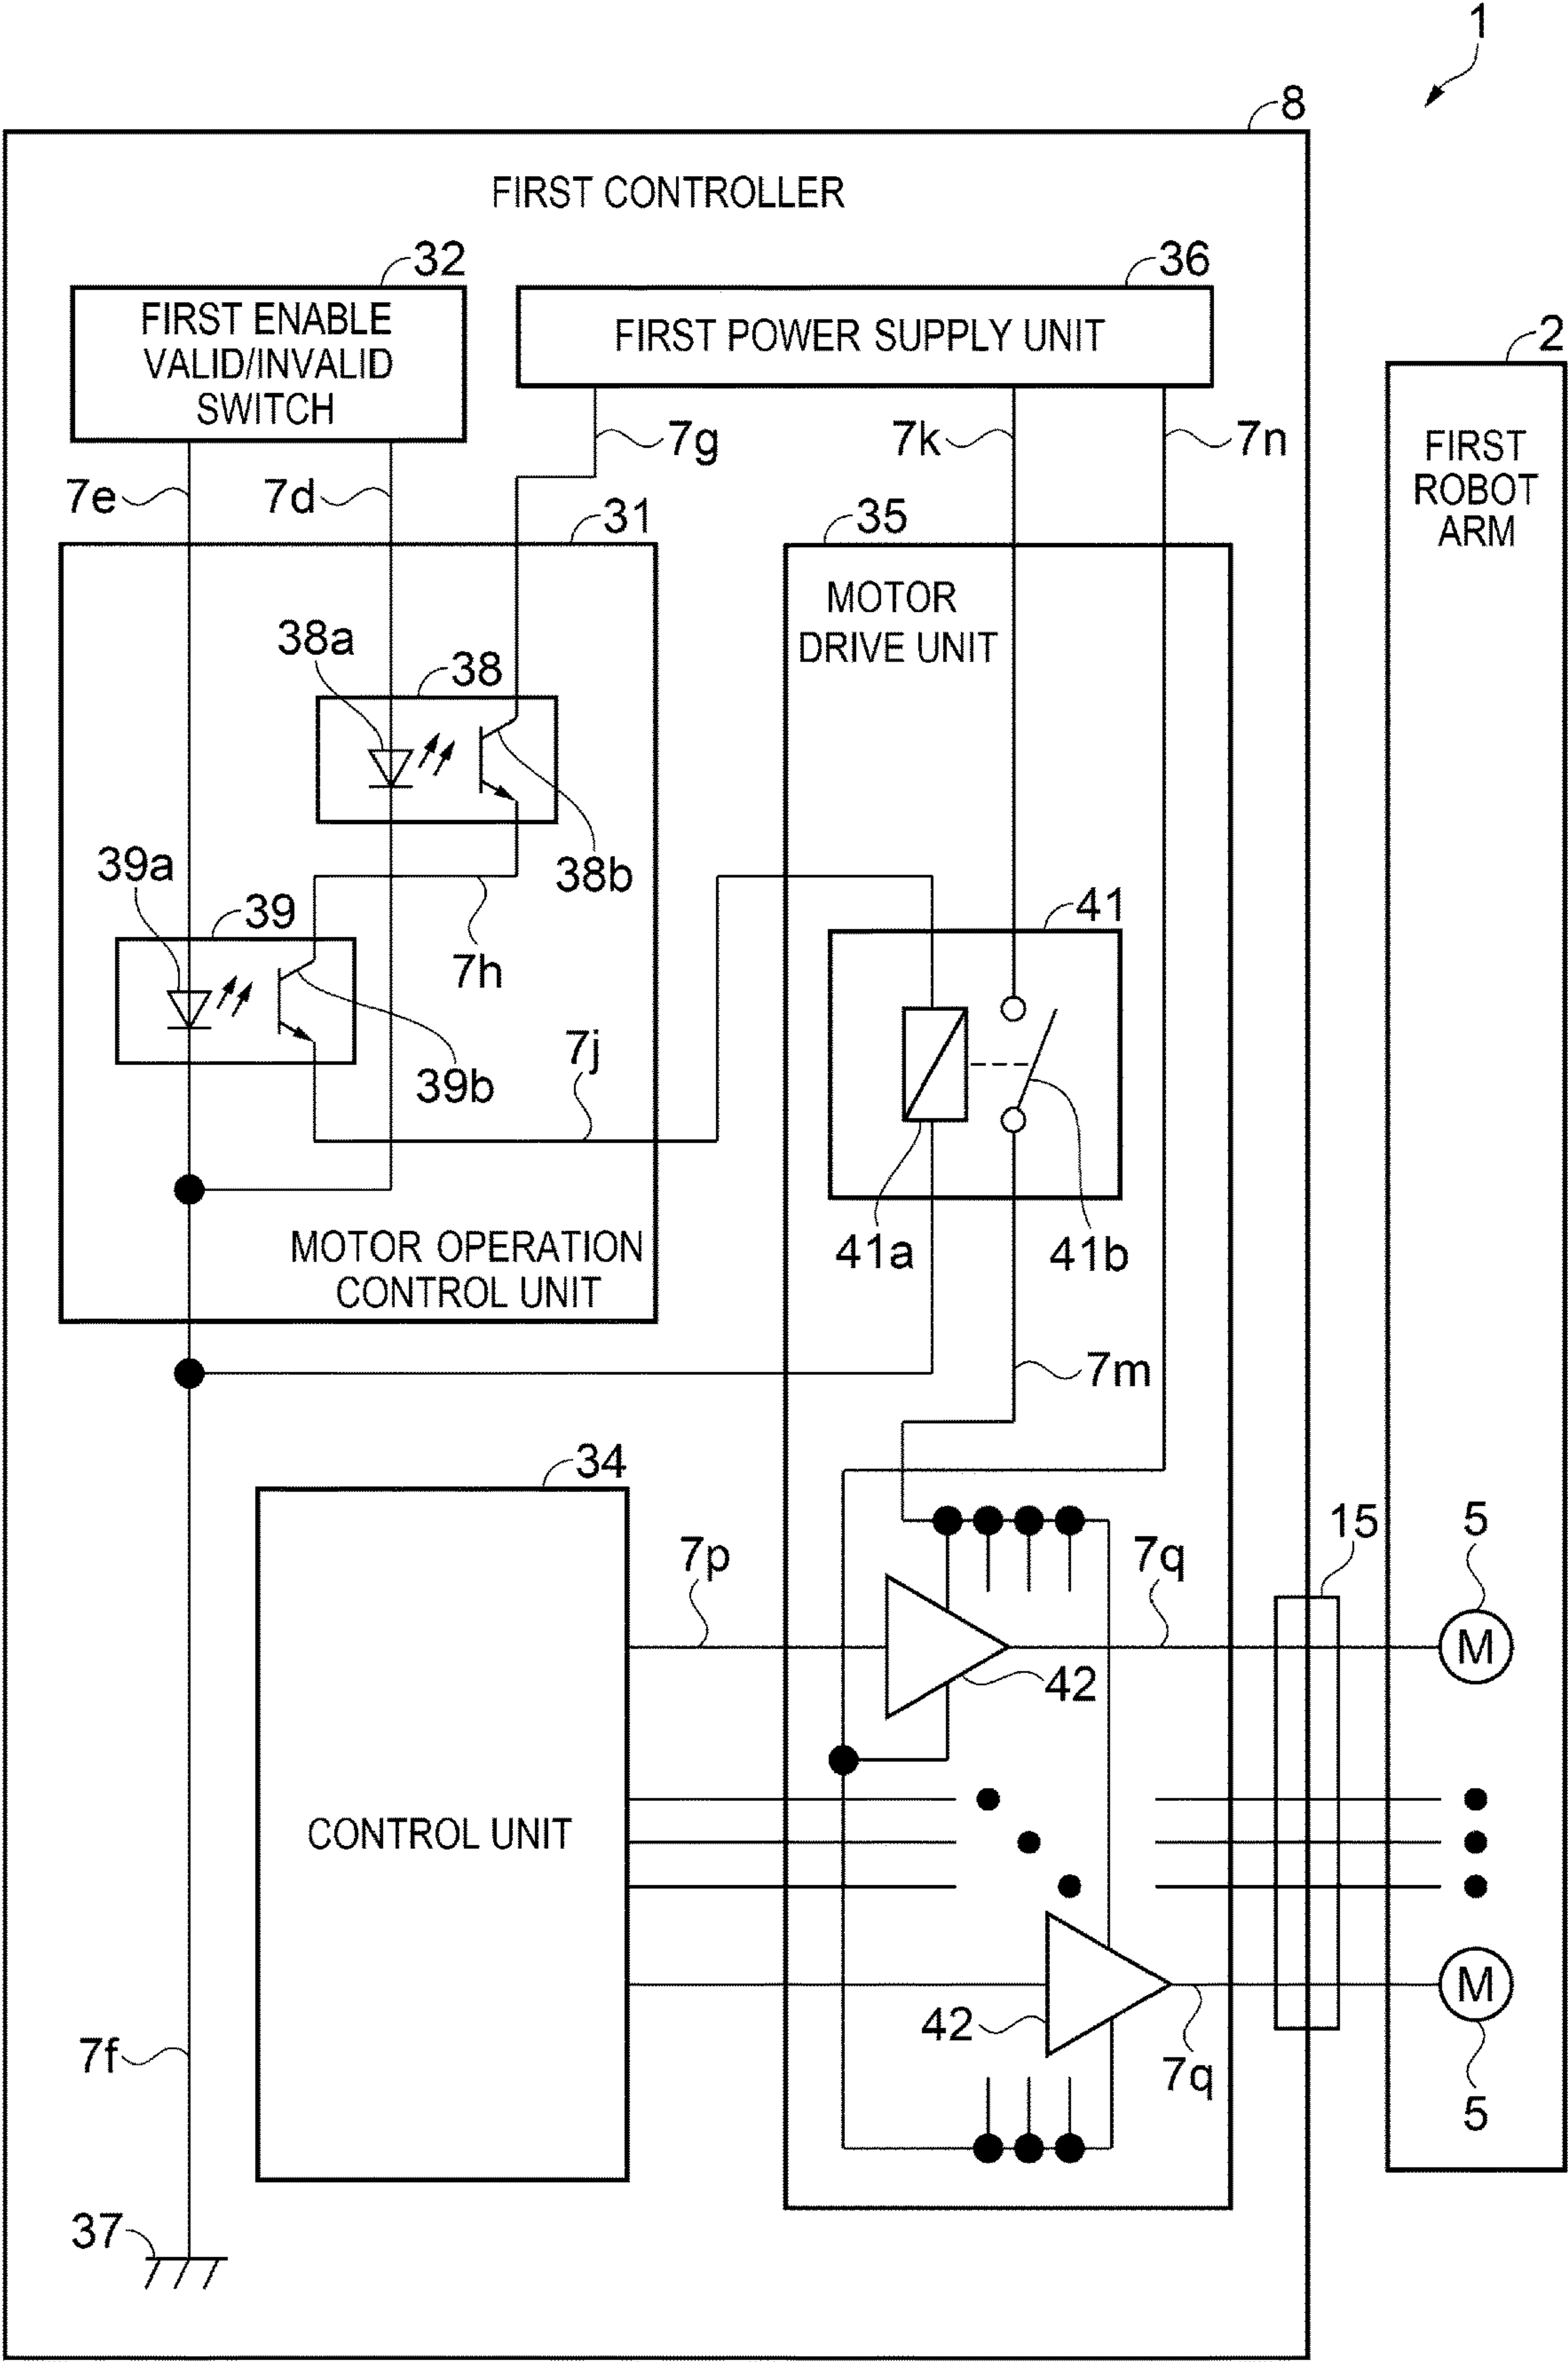 1
8
FIRST CONTROLLER
32
36
FIRST ENABLE
VALID/INVALID
SWITCH
FIRST POWER SUPPLY UNIT
2
FIRST
ROBOT
ARM
7e
7d
7g
7k
7n
31
35
MOTOR
DRIVE UNIT
38a
38
38b
39a
39
39b
7h
7j
41
41a
41b
MOTOR OPERATION
CONTROL UNIT
7m
34
CONTROL UNIT
7p
7q
15
5
M
42
42
M
7q
5
7f
37